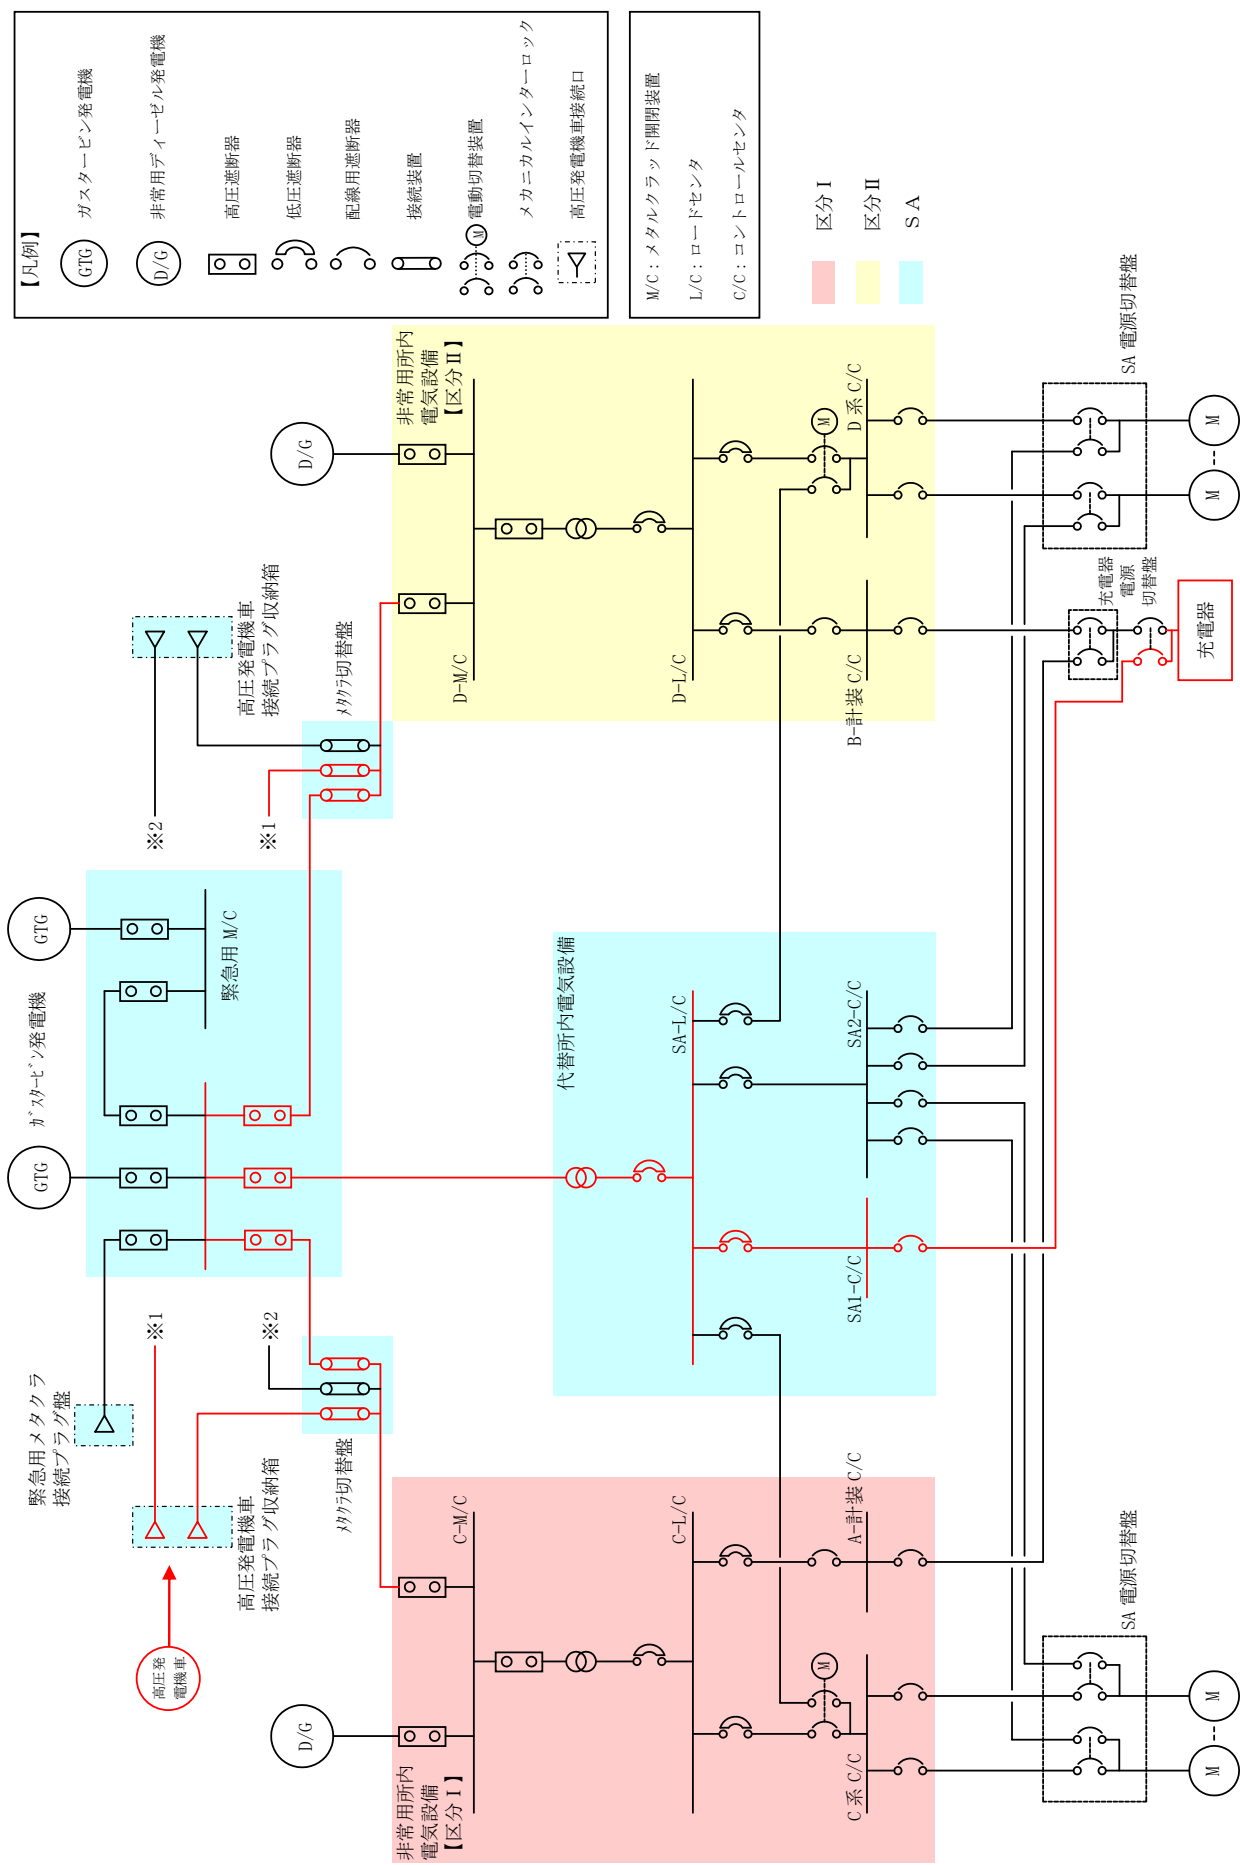 【凡例】
GTG
ガスタービン発電機
D/G
非常用ディーゼル発電機
高圧遮断器
低圧遮断器
配線用遮断器
接続装置
M
電動切替装置
メカニカルインターロック
高圧発電機車接続口
M/C：メタルクラッド開閉装置
L/C：ロードセンタ
C/C：コントロールセンタ
区分Ⅰ
区分Ⅱ
ＳＡ
緊急用メタクラ
接続プラグ盤
GTG
ｶﾞｽﾀｰﾋﾞﾝ発電機
GTG
緊急用 M/C
高圧発
電機車
高圧発電機車
接続プラグ収納箱
※1
※2
メタクラ切替盤
※2
※1
高圧発電機車
接続プラグ収納箱
メタクラ切替盤
D/G
非常用所内
電気設備
【区分Ⅰ】
C-M/C
C-L/C
M
C系 C/C
A-計装 C/C
代替所内電気設備
SA-L/C
SA1-C/C
SA2-C/C
D/G
非常用所内
電気設備
【区分Ⅱ】
D-M/C
D-L/C
M
B-計装 C/C
D系 C/C
SA 電源切替盤
M
M
充電器
電源
切替盤
充電器
SA 電源切替盤
M
M